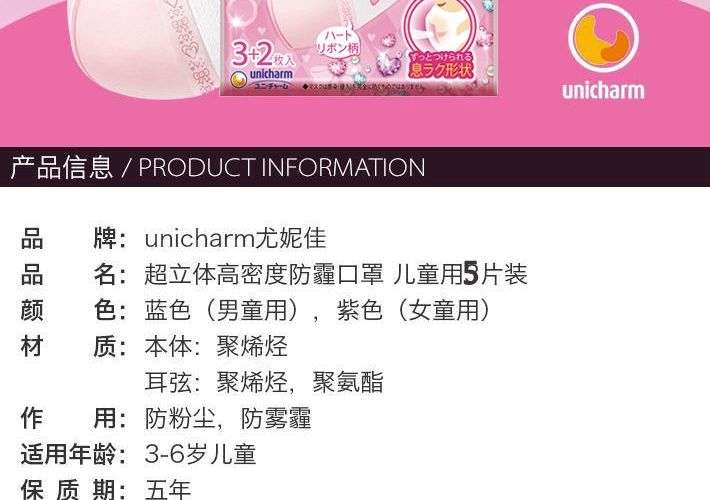 ハート
リボン柄
3+2枚入
unicharm
ユニ・チャーム
ずっとつけられる
息ラク形状
unicharm
产品信息 / PRODUCT INFORMATION
品 牌：unicharm尤妮佳
品 名：超立体高密度防霾口罩 儿童用5片装
颜 色：蓝色（男童用），紫色（女童用）
材 质：本体：聚烯烃
耳弦：聚烯烃，聚氨酯
作 用：防粉尘，防雾霾
适用年龄：3-6岁儿童
保 质 期：五年